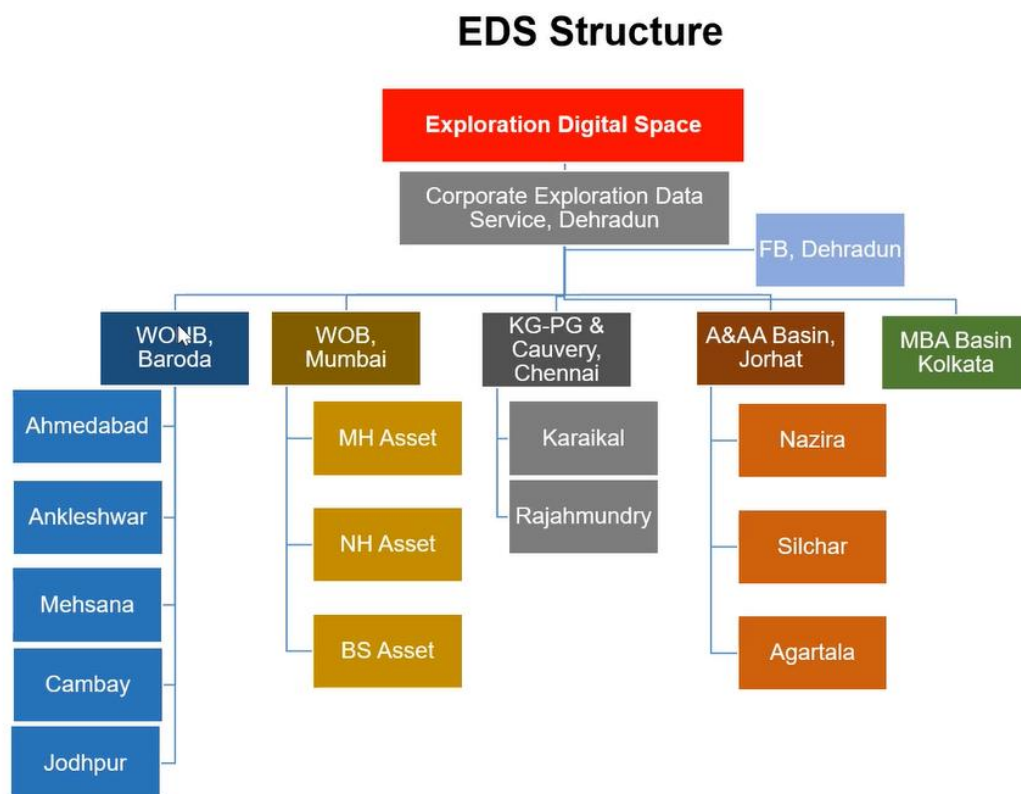 EDS Structure
Exploration Digital Space
Corporate Exploration Data
Service, Dehradun
FB, Dehradun
Baroda
WOB,
Mumbai
KG-PG &
Cauvery,
Chennai
A&AA Basin,
Jorhat
MBA Basin
Kolkata
Ahmedabad
Ankleshwar
Mehsana
Cambay
Jodhpur
MH Asset
NH Asset
BS Asset
Karaikal
Rajahmundry
Nazira
Silchar
Agartala